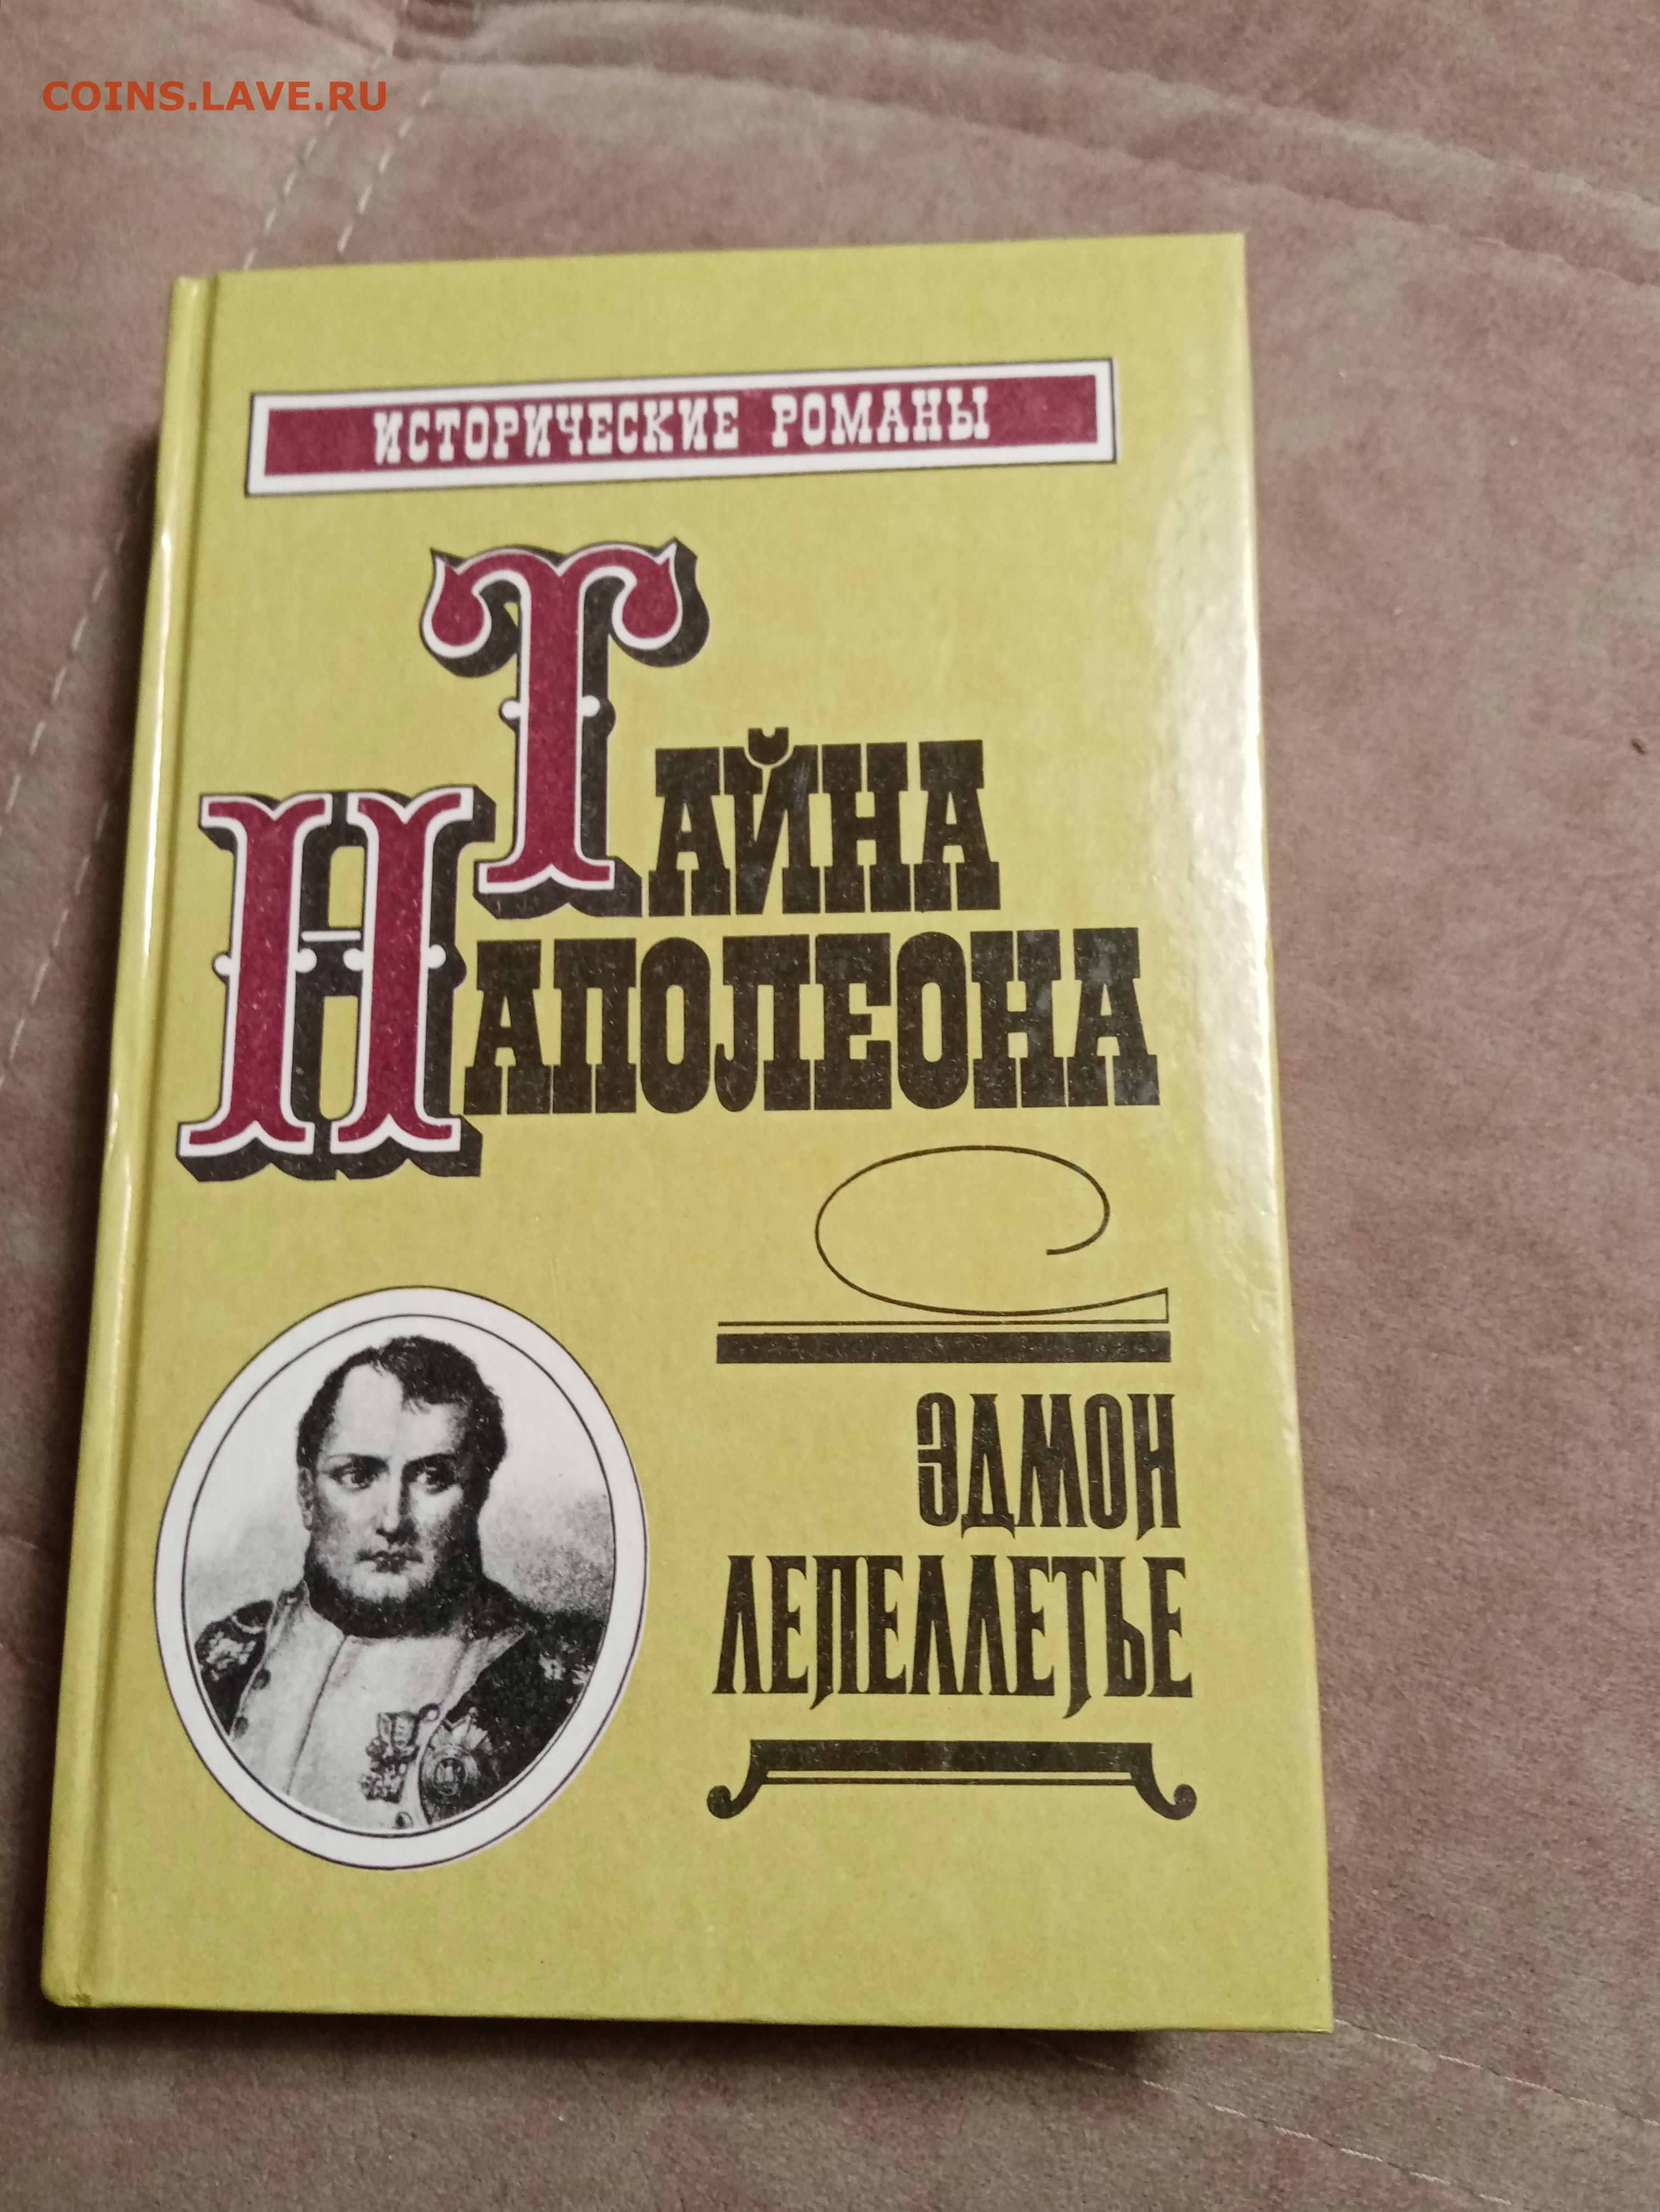 COINS.LAVE.RU
ИСТОРИЧЕСКИЕ РОМАНЫ
ТАЙНА
НАПОЛЕОНА
ЭДМОН
ЛЕПЕЛЛЕТЬЕ